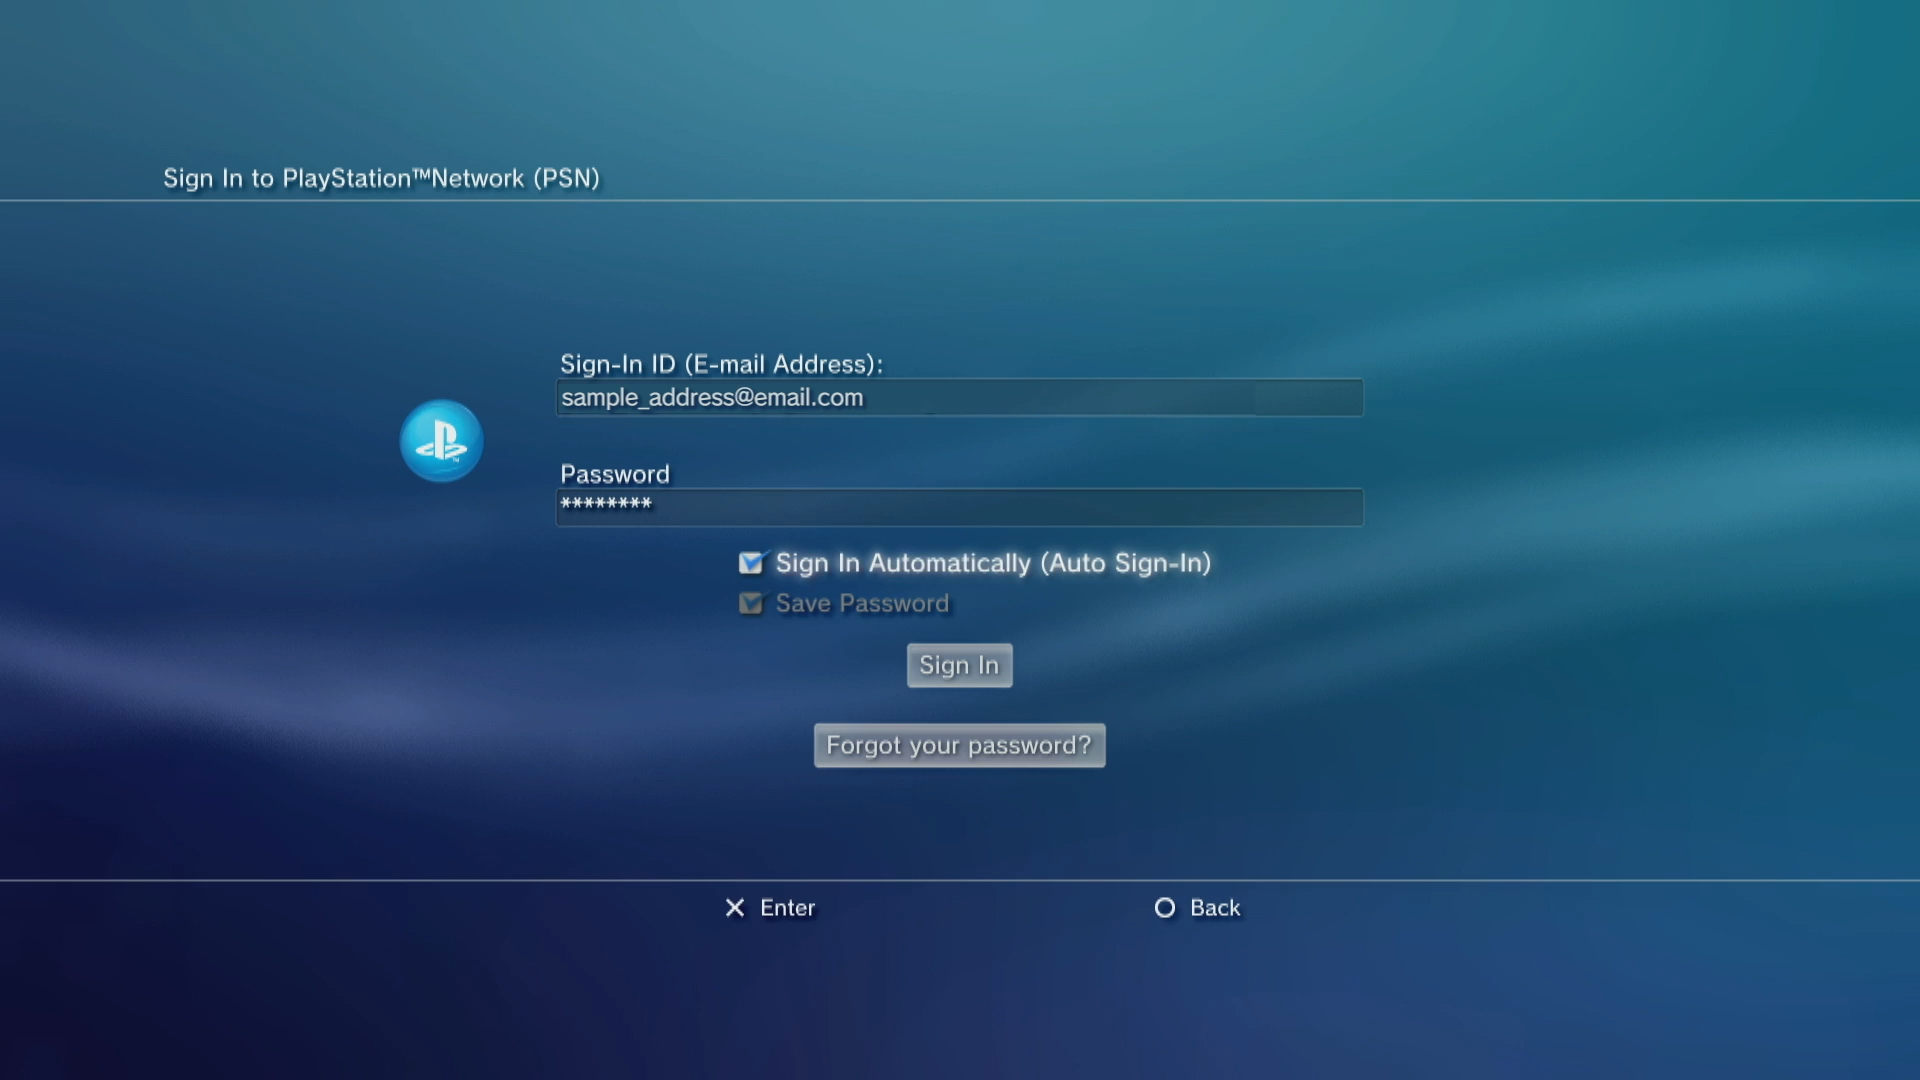 Sign In to PlayStation™Network (PSN)
Sign-In ID (E-mail Address):
sample_address@email.com
Password
********
Sign In Automatically (Auto Sign-In)
Save Password
Sign In
Forgot your password?
Enter
Back